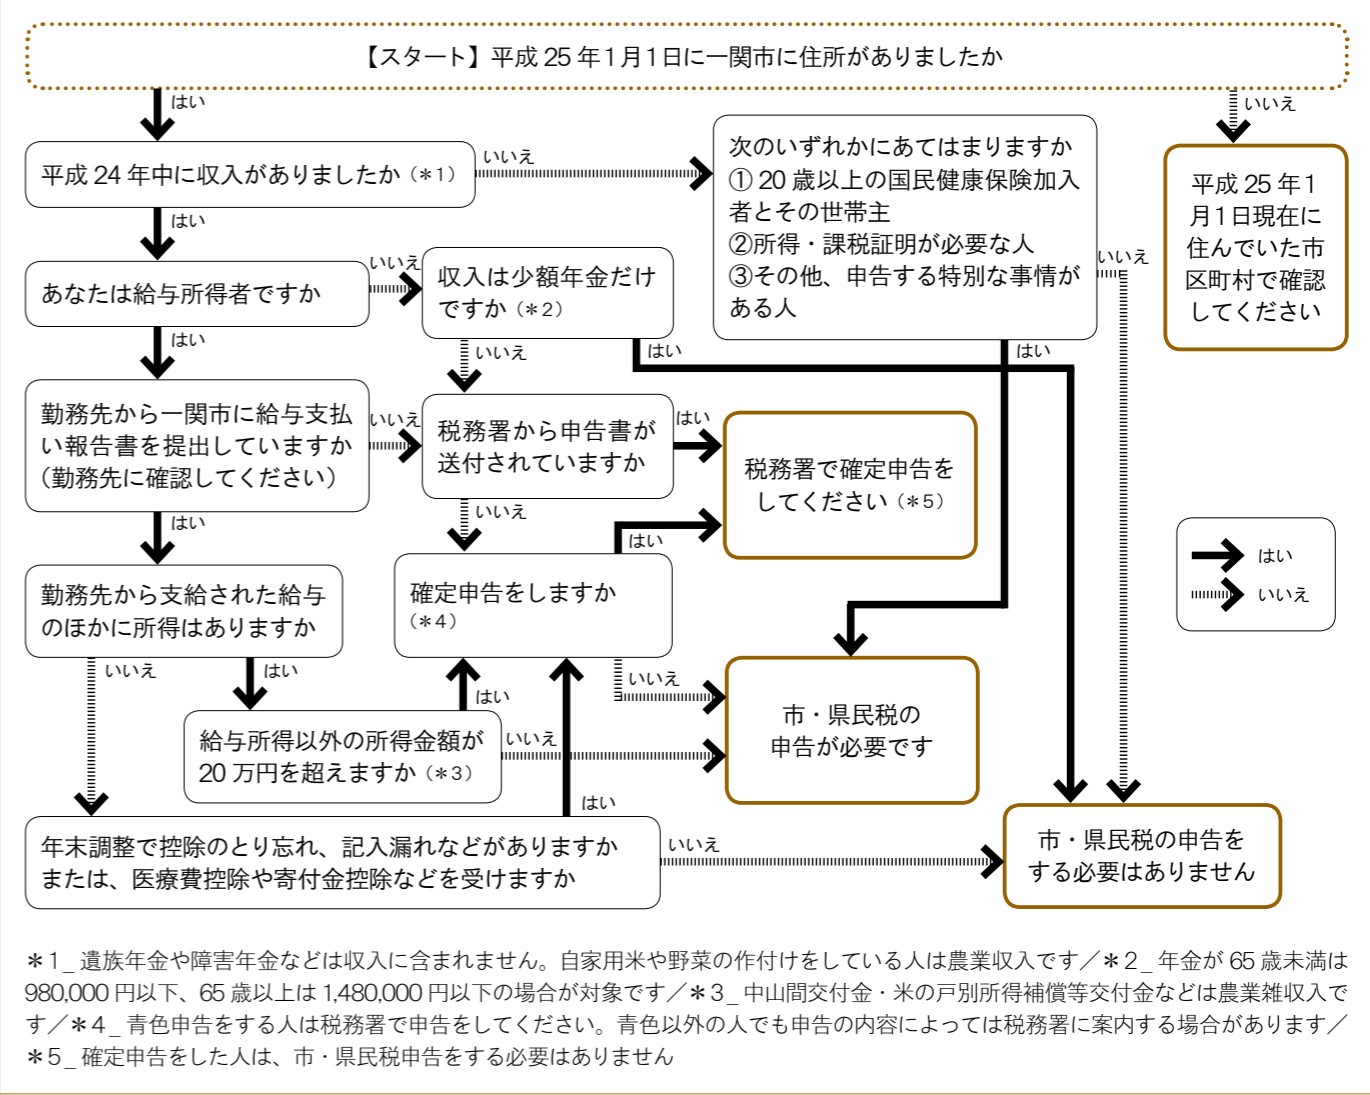 【スタート】平成 25 年1月1日に一関市に住所がありましたか
はい
いいえ
平成 24 年中に収入がありましたか（＊1）
いいえ
次のいずれかにあてはまりますか
① 20 歳以上の国民健康保険加入
者とその世帯主
②所得・課税証明が必要な人
③その他、申告する特別な事情が
ある人
いいえ
はい
平成 25 年1
月1日現在に
住んでいた市
区町村で確認
してください
はい
あなたは給与所得者ですか
いいえ
収入は少額年金だけ
ですか（＊2）
いいえ
はい
はい
勤務先から一関市に給与支払
い報告書を提出していますか
（勤務先に確認してください）
いいえ
税務署から申告書が
送付されていますか
はい
税務署で確定申告を
してください（＊5）
いいえ
はい
勤務先から支給された給与
のほかに所得はありますか
確定申告をしますか
（＊4）
はい
いいえ
はい
いいえ
いいえ
はい
給与所得以外の所得金額が
20 万円を超えますか（＊3）
はい
いいえ
市・県民税の
申告が必要です
年末調整で控除のとり忘れ、記入漏れなどがありますか
または、医療費控除や寄付金控除などを受けますか
はい
いいえ
市・県民税の申告を
する必要はありません
＊1_ 遺族年金や障害年金などは収入に含まれません。自家用米や野菜の作付けをしている人は農業収入です／＊2_ 年金が 65 歳未満は
980,000 円以下、65 歳以上は 1,480,000 円以下の場合が対象です／＊3_ 中山間交付金・米の戸別所得補償等交付金などは農業雑収入で
す／＊4_ 青色申告をする人は税務署で申告をしてください。青色以外の人でも申告の内容によっては税務署に案内する場合があります／
＊5_ 確定申告をした人は、市・県民税申告をする必要はありません